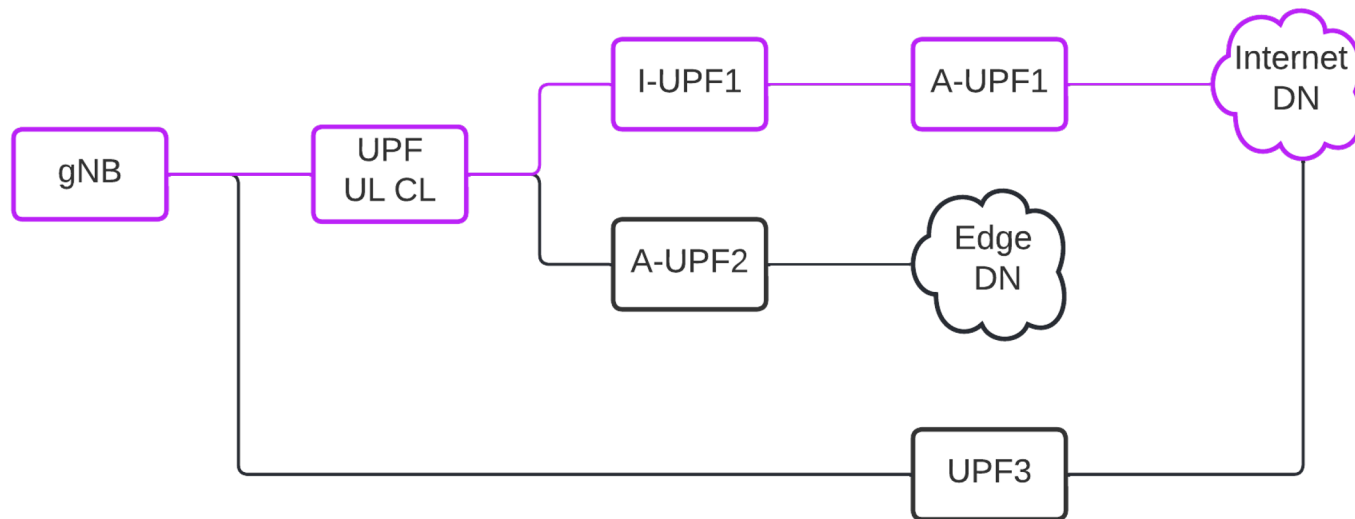 gNB
UPF
UL CL
I-UPF1
A-UPF1
Internet
DN
A-UPF2
Edge
DN
UPF3